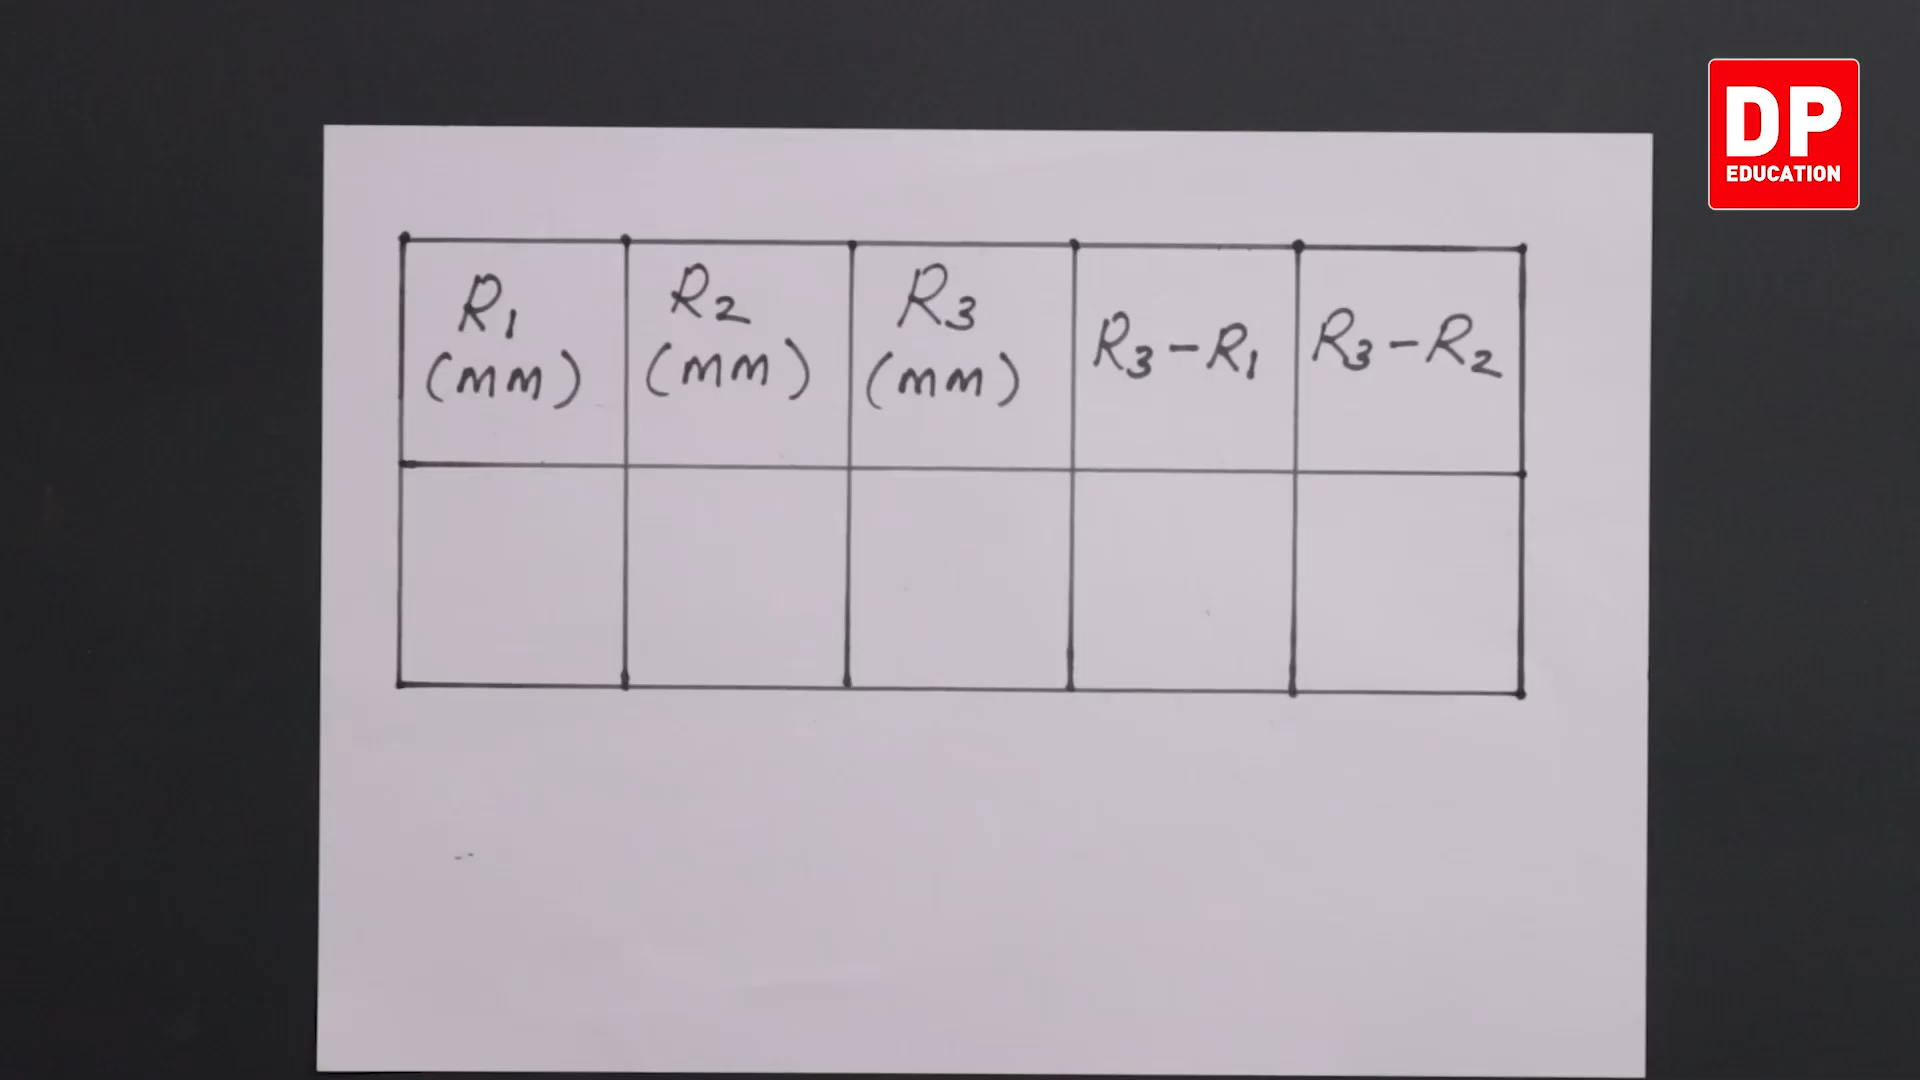 DP
EDUCATION
R1
(mm)
R2
(mm)
R3
(mm)
R3-R1
R3-R2